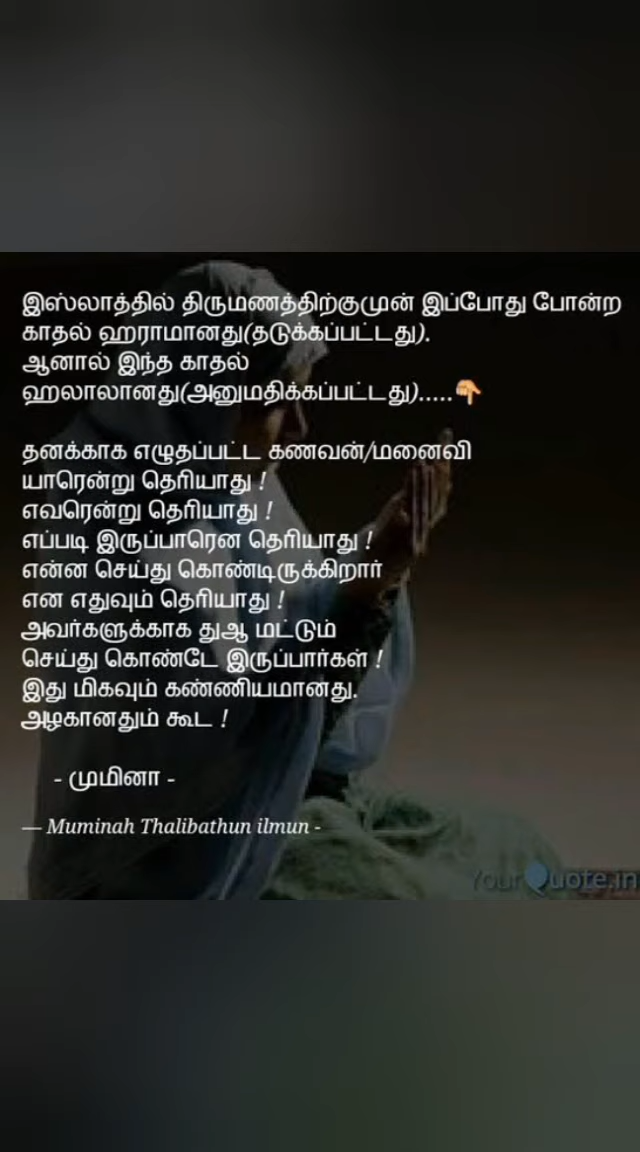 இஸ்லாத்தில் திருமணத்திற்குமுன் இப்போது போன்ற
காதல் ஹராமானது(தடுக்கப்பட்டது).
ஆனால் இந்த காதல்
ஹலாலானது(அனுமதிக்கப்பட்டது).....👇
தனக்காக எழுதப்பட்ட கணவன்/மனைவி
யாரென்று தெரியாது !
எவரென்று தெரியாது !
எப்படி இருப்பாரென தெரியாது !
என்ன செய்து கொண்டிருக்கிறார்
என எதுவும் தெரியாது !
அவர்களுக்காக துஆ மட்டும்
செய்து கொண்டே இருப்பார்கள் !
இது மிகவும் கண்ணியமானது.
அழகானதும் கூட !
- முமினா -
— Muminah Thalibathun ilmun -
YourQuote.in